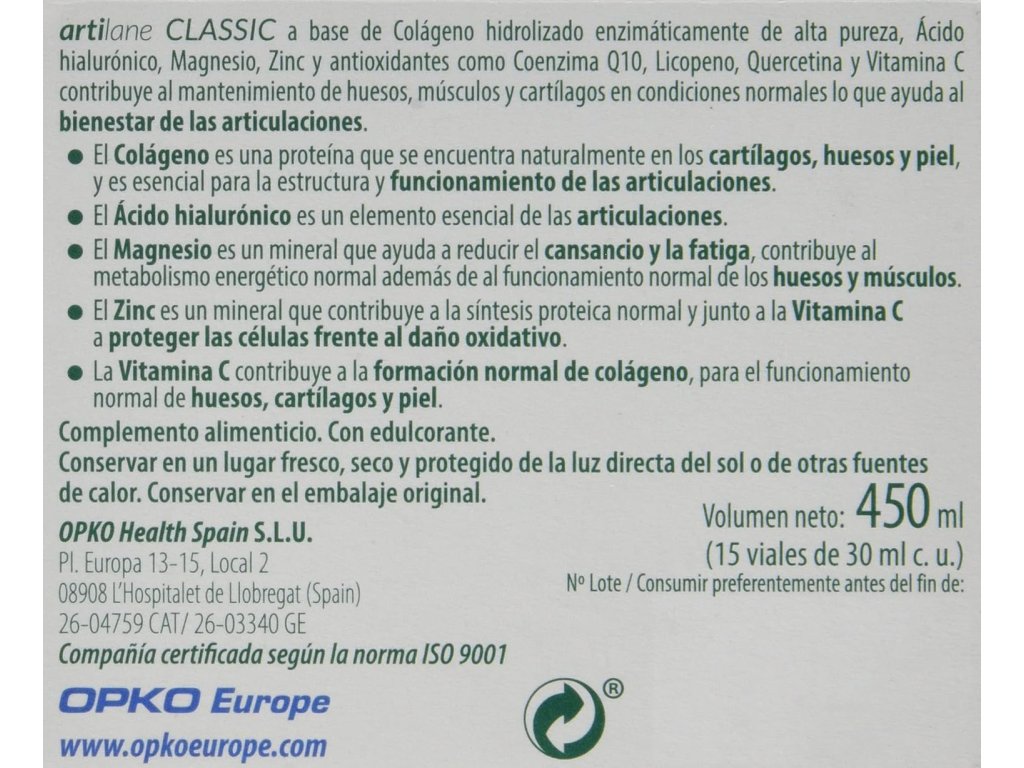 artilane CLASSIC a base de Colágeno hidrolizado enzimáticamente de alta pureza, Ácido
hialurónico, Magnesio, Zinc y antioxidantes como Coenzima Q10, Licopeno, Quercetina y Vitamina C
contribuye al mantenimiento de huesos, músculos y cartílagos en condiciones normales lo que ayuda al
bienestar de las articulaciones.
● El Colágeno es una proteína que se encuentra naturalmente en los cartílagos, huesos y piel,
y es esencial para la estructura y funcionamiento de las articulaciones.
● El Ácido hialurónico es un elemento esencial de las articulaciones.
● El Magnesio es un mineral que ayuda a reducir el cansancio y la fatiga, contribuye al
metabolismo energético normal además de al funcionamiento normal de los huesos y músculos.
● El Zinc es un mineral que contribuye a la síntesis proteica normal y junto a la Vitamina C
a proteger las células frente al daño oxidativo.
● La Vitamina C contribuye a la formación normal de colágeno, para el funcionamiento
normal de huesos, cartílagos y piel.
Complemento alimenticio. Con edulcorante.
Conservar en un lugar fresco, seco y protegido de la luz directa del sol o de otras fuentes
de calor. Conservar en el embalaje original.
OPKO Health Spain S.L.U.
Pl. Europa 13-15, Local 2
08908 L'Hospitalet de Llobregat (Spain)
26-04759 CAT/ 26-03340 GE
Compañía certificada según la norma ISO 9001
Volumen neto: 450 ml
(15 viales de 30 ml c. u.)
Nº Lote / Consumir preferentemente antes del fin de:
OPKO Europe
www.opkoeurope.com
®